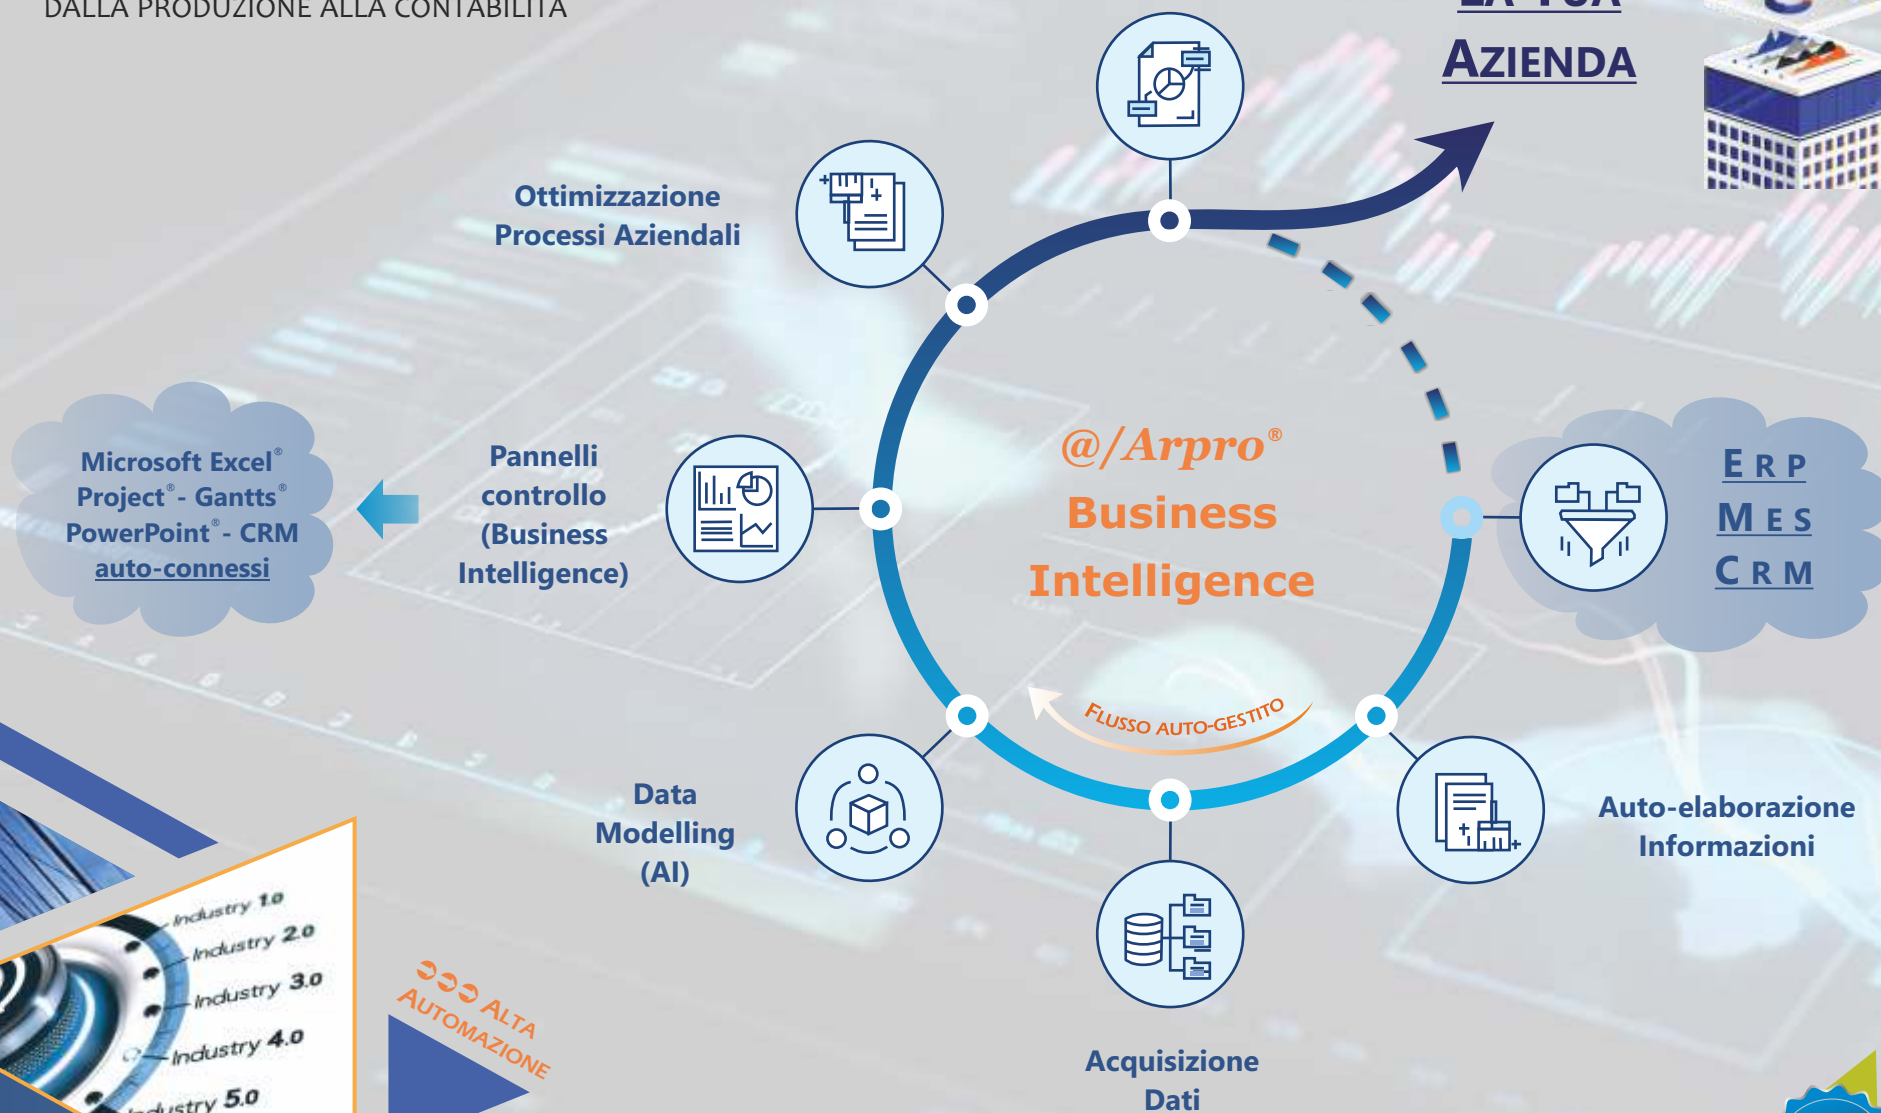 DALLA PRODUZIONE ALLA CONTABILITÀ
LA TUA
AZIENDA
Ottimizzazione
Processi Aziendali
Microsoft Excel®
Project® - Gantts®
PowerPoint® - CRM
auto-connessi
Pannelli
controllo
(Business
Intelligence)
@/Arpro®
Business
Intelligence
FLUSSO AUTO-GESTITO
ERP
MES
CRM
Data
Modelling
(AI)
Auto-elaborazione
Informazioni
Acquisizione
Dati
Industry 1.0
Industry 2.0
Industry 3.0
Industry 4.0
Industry 5.0
ALTA
AUTOMAZIONE